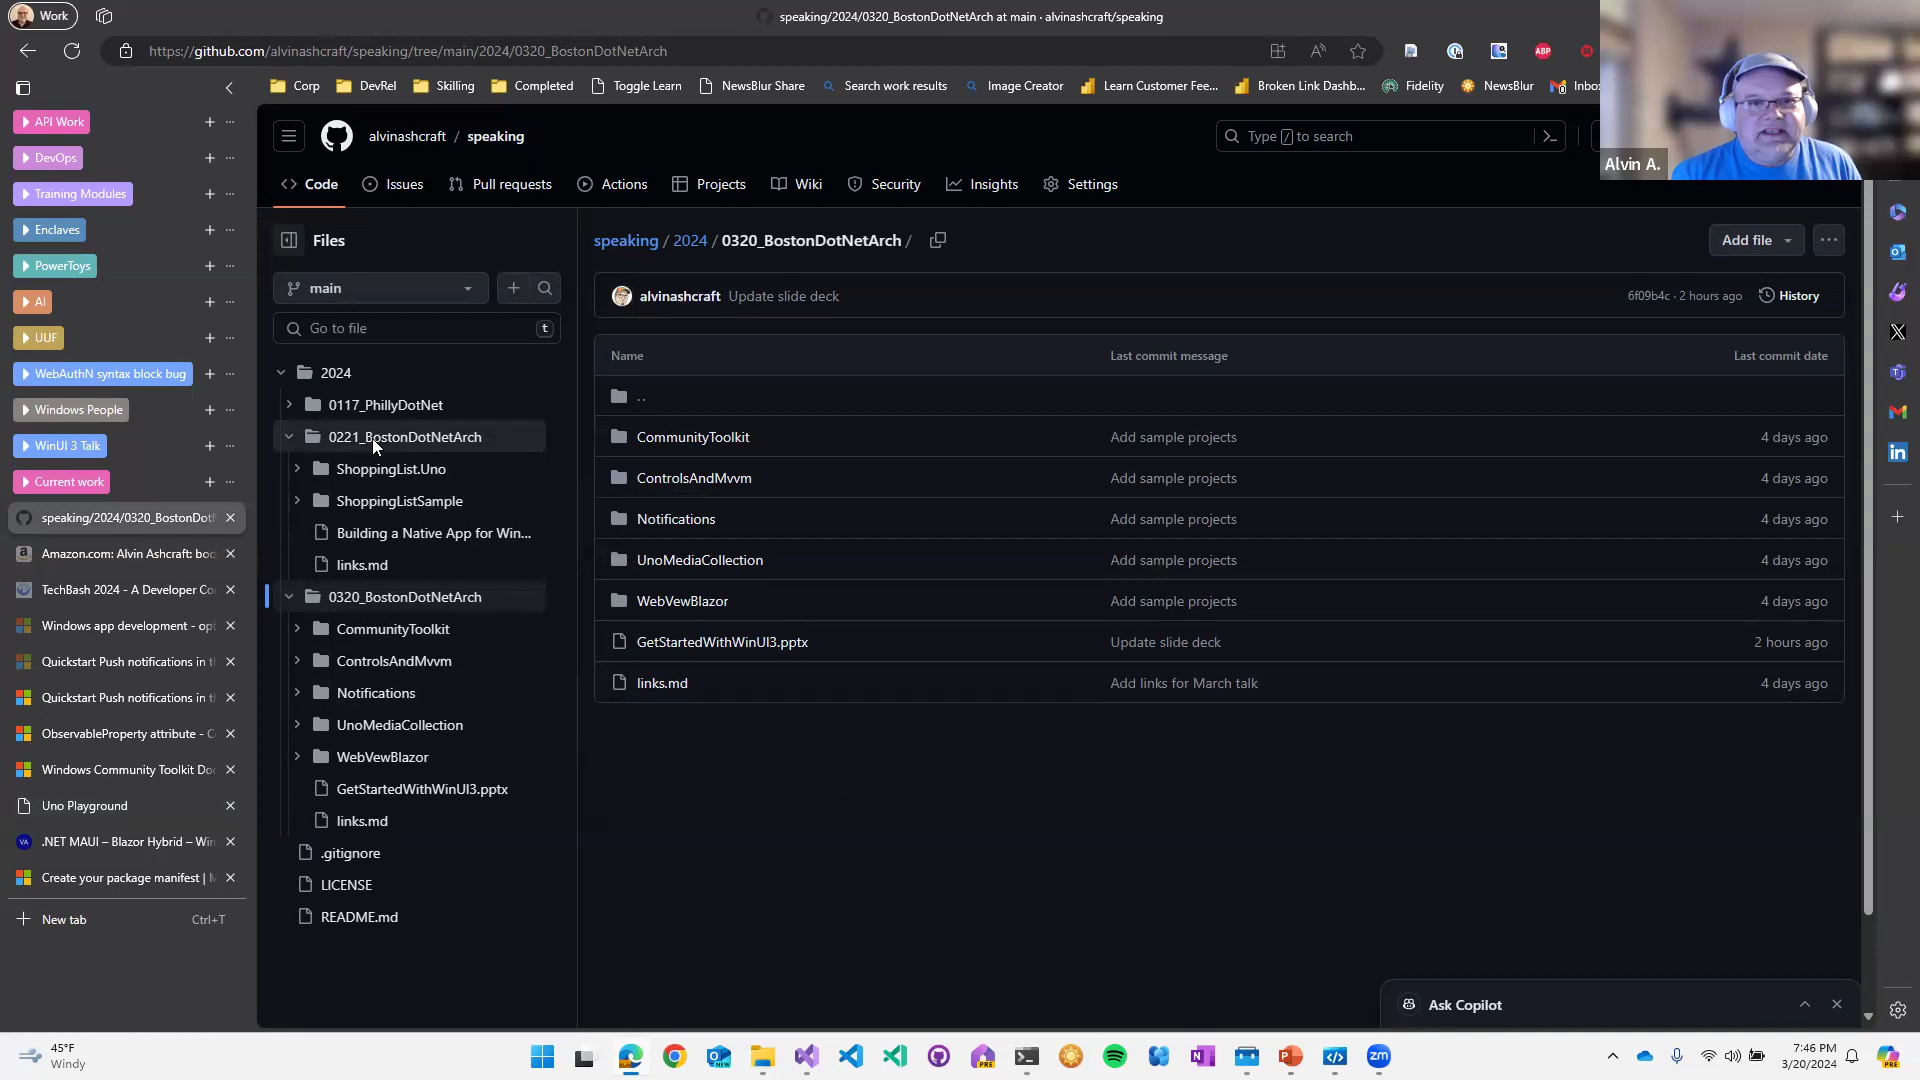 Work
speaking/2024/0320_BostonDotNetArch at main · alvinashcraft/speaking
https://github.com/alvinashcraft/speaking/tree/main/2024/0320_BostonDotNetArch
ABP
Corp
DevRel
Skilling
Completed
Toggle Learn
NewsBlur Share
Search work results
Image Creator
Learn Customer Fee...
Broken Link Dashb...
Fidelity
NewsBlur
Inbo
API Work
DevOps
Training Modules
Enclaves
PowerToys
AI
UUF
WebAuthN syntax block bug
Windows People
WinUI 3 Talk
Current work
speaking/2024/0320_BostonDotN
Amazon.com: Alvin Ashcraft: boo
TechBash 2024 - A Developer Co
Windows app development - opt
Quickstart Push notifications in t
Quickstart Push notifications in t
ObservableProperty attribute - C
Windows Community Toolkit Do
Uno Playground
.NET MAUI – Blazor Hybrid – Win
Create your package manifest | M
New tab Ctrl+T
alvinashcraft / speaking
Type / to search
Alvin A.
Code
Issues
Pull requests
Actions
Projects
Wiki
Security
Insights
Settings
Files
main
Go to file t
2024
0117_PhillyDotNet
0221_BostonDotNetArch
ShoppingList.Uno
ShoppingListSample
Building a Native App for Win...
links.md
0320_BostonDotNetArch
CommunityToolkit
ControlsAndMvvm
Notifications
UnoMediaCollection
WebVewBlazor
GetStartedWithWinUI3.pptx
links.md
.gitignore
LICENSE
README.md
speaking / 2024 / 0320_BostonDotNetArch /
Add file
alvinashcraft Update slide deck 6f09b4c · 2 hours ago History
Name Last commit message Last commit date
..
CommunityToolkit Add sample projects 4 days ago
ControlsAndMvvm Add sample projects 4 days ago
Notifications Add sample projects 4 days ago
UnoMediaCollection Add sample projects 4 days ago
WebVewBlazor Add sample projects 4 days ago
GetStartedWithWinUI3.pptx Update slide deck 2 hours ago
links.md Add links for March talk 4 days ago
Ask Copilot
45°F
Windy
PRE
zm
7:46 PM
3/20/2024
PRE